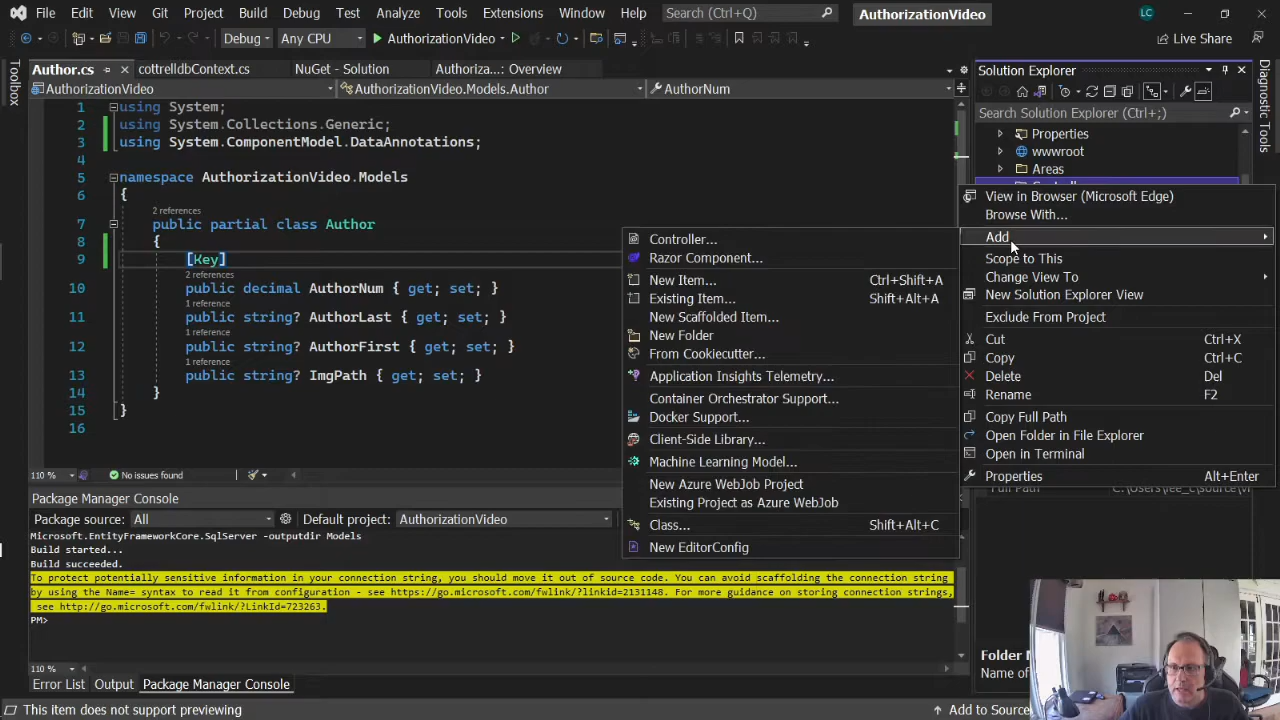 File Edit View Git Project Build Debug Test Analyze Tools Extensions Window Help Search (Ctrl+Q) AuthorizationVideo LC
Debug Any CPU AuthorizationVideo Live Share
Toolbox
Author.cs cottrelldbContext.cs NuGet - Solution Authoriza...: Overview
AuthorizationVideo AuthorizationVideo.Models.Author AuthorNum
1 using System;
2 using System.Collections.Generic;
3 using System.ComponentModel.DataAnnotations;
4
5 namespace AuthorizationVideo.Models
6 {
2 references
7 public partial class Author
8 {
9 [Key]
2 references
10 public decimal AuthorNum { get; set; }
1 reference
11 public string? AuthorLast { get; set; }
1 reference
12 public string? AuthorFirst { get; set; }
1 reference
13 public string? ImgPath { get; set; }
14 }
15 }
16
110 % No issues found
Package Manager Console
Package source: All Default project: AuthorizationVideo
Microsoft.EntityFrameworkCore.SqlServer -outputdir Models
Build started...
Build succeeded.
To protect potentially sensitive information in your connection string, you should move it out of source code. You can avoid scaffolding the connection string
by using the Name= syntax to read it from configuration - see https://go.microsoft.com/fwlink/?linkid=2131148. For more guidance on storing connection strings,
see http://go.microsoft.com/fwlink/?LinkId=723263.
PM>
110 %
Error List Output Package Manager Console
This item does not support previewing
Add to Source
Controller...
Razor Component...
New Item... Ctrl+Shift+A
Existing Item... Shift+Alt+A
New Scaffolded Item...
New Folder
From Cookiecutter...
Application Insights Telemetry...
Container Orchestrator Support...
Docker Support...
Client-Side Library...
Machine Learning Model...
New Azure WebJob Project
Existing Project as Azure WebJob
Class... Shift+Alt+C
New EditorConfig
Solution Explorer
Search Solution Explorer (Ctrl+;)
Properties
wwwroot
Areas
View in Browser (Microsoft Edge)
Browse With...
Add
Scope to This
Change View To
New Solution Explorer View
Exclude From Project
Cut Ctrl+X
Copy Ctrl+C
Delete Del
Rename F2
Copy Full Path
Open Folder in File Explorer
Open in Terminal
Properties Alt+Enter
Full Path
Folder
Name of
Diagnostic Tools